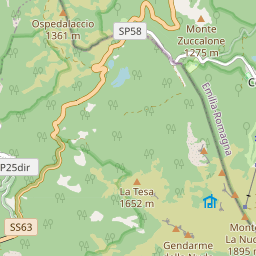 Ospedalaccio
1361 m
SP58
Monte
Zuccalone
1275 m
Emilia-Romagna
P25dir
SS63
La Tesa
1652 m
Gendarme
Monte
La Nu
1895 m